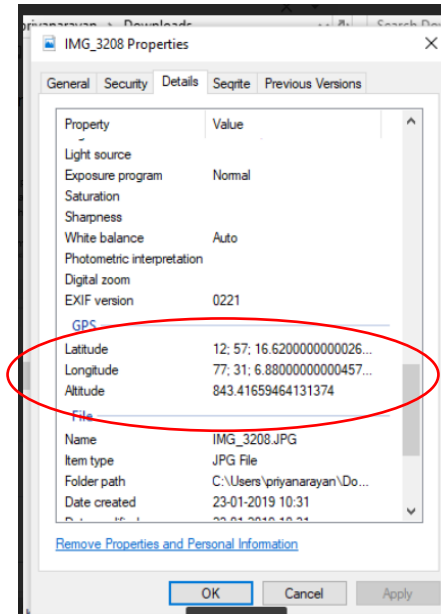 Downloads
Search Do
IMG_3208 Properties
General Security Details Seqrite Previous Versions
Property Value
Light source
Exposure program Normal
Saturation
Sharpness
White balance Auto
Photometric interpretation
Digital zoom
EXIF version 0221
GPS
Latitude 12; 57; 16.6200000000026...
Longitude 77; 31; 6.88000000000457...
Altitude 843.41659464131374
File
Name IMG_3208.JPG
Item type JPG File
Folder path C:\Users\priyanarayan\Do...
Date created 23-01-2019 10:31
Remove Properties and Personal Information
OK Cancel Apply